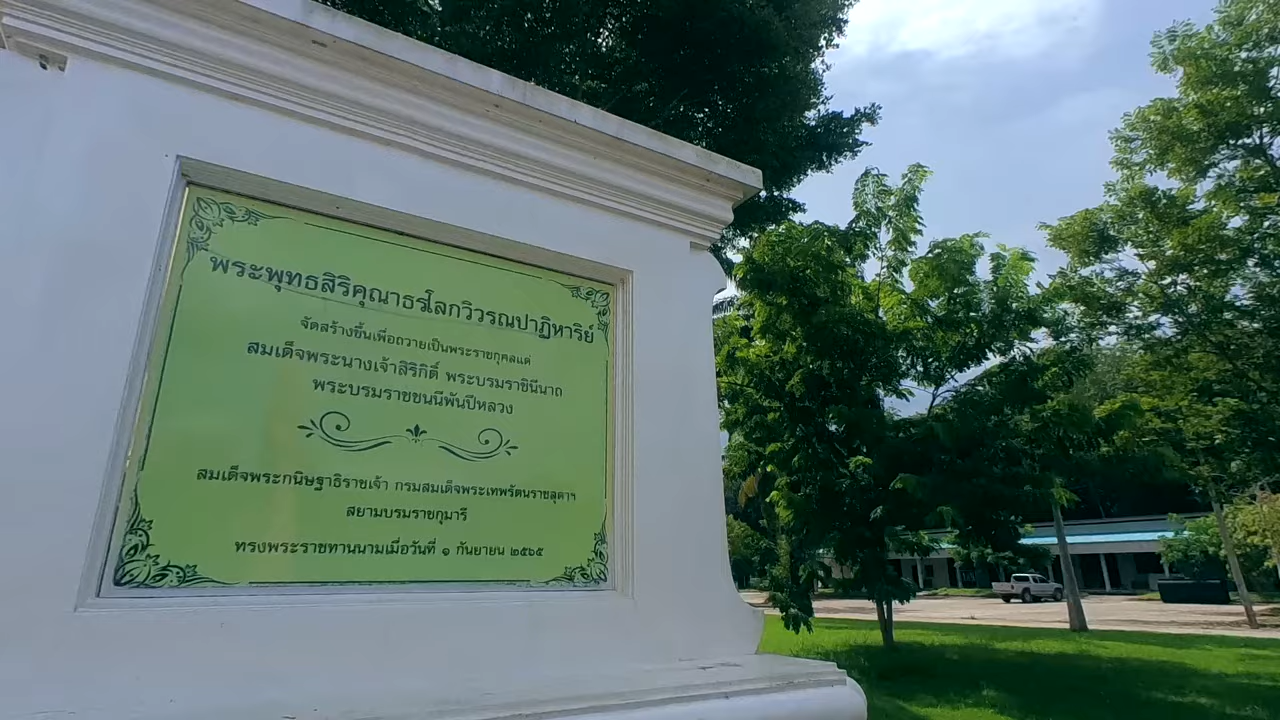 พระพุทธสิริคุณาธรโลกวิวรณปาฏิหาริย์
จัดสร้างขึ้นเพื่อถวายเป็นพระราชกุศลแด่
สมเด็จพระนางเจ้าสิริกิติ์ พระบรมราชินีนาถ
พระบรมราชชนนีพันปีหลวง
สมเด็จพระกนิษฐาธิราชเจ้า กรมสมเด็จพระเทพรัตนราชสุดาฯ
สยามบรมราชกุมารี
ทรงพระราชทานนามเมื่อวันที่ ๑ กันยายน ๒๕๖๕